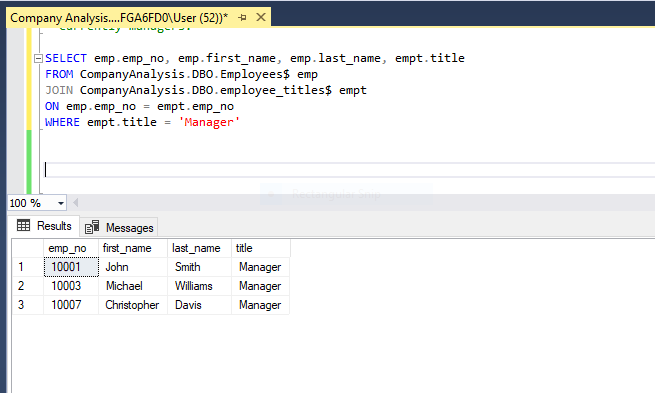 Company Analysis....FGA6FD0\User (52))*
Currently managers.
SELECT emp.emp_no, emp.first_name, emp.last_name, empt.title
FROM CompanyAnalysis.DBO.Employees$ emp
JOIN CompanyAnalysis.DBO.employee_titles$ empt
ON emp.emp_no = empt.emp_no
WHERE empt.title = 'Manager'
Rectangular Snip
100 %
Results Messages
emp_no first_name last_name title
1 10001 John Smith Manager
2 10003 Michael Williams Manager
3 10007 Christopher Davis Manager